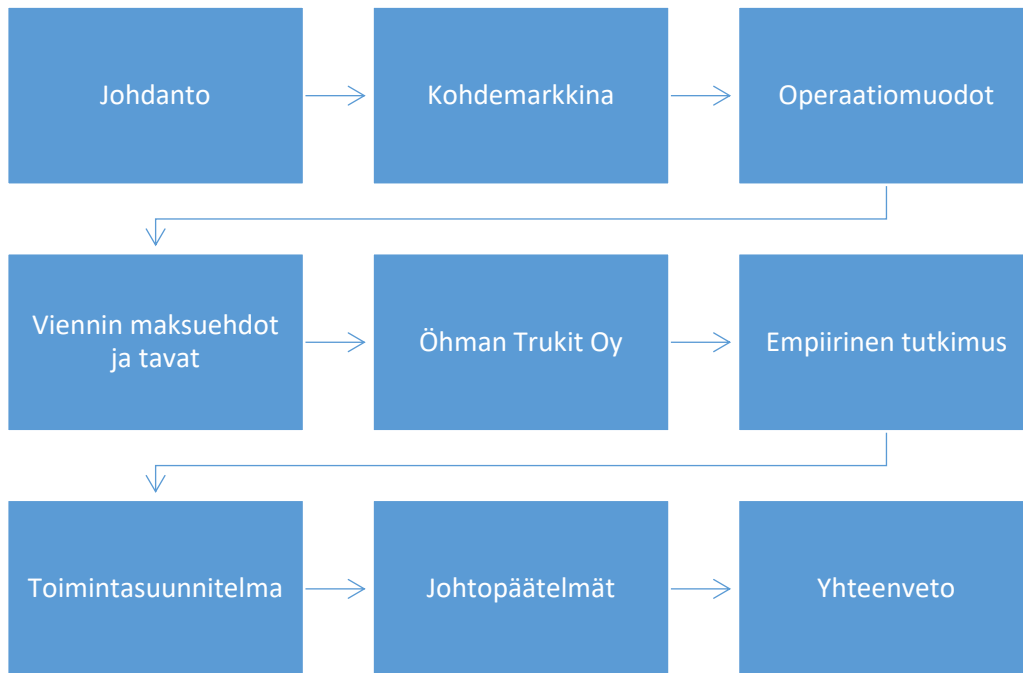 Johdanto
Kohdemarkkina
Operaatiomuodot
Viennin maksuehdot
ja tavat
Öhman Trukit Oy
Empiirinen tutkimus
Toimintasuunnitelma
Johtopäätelmät
Yhteenveto